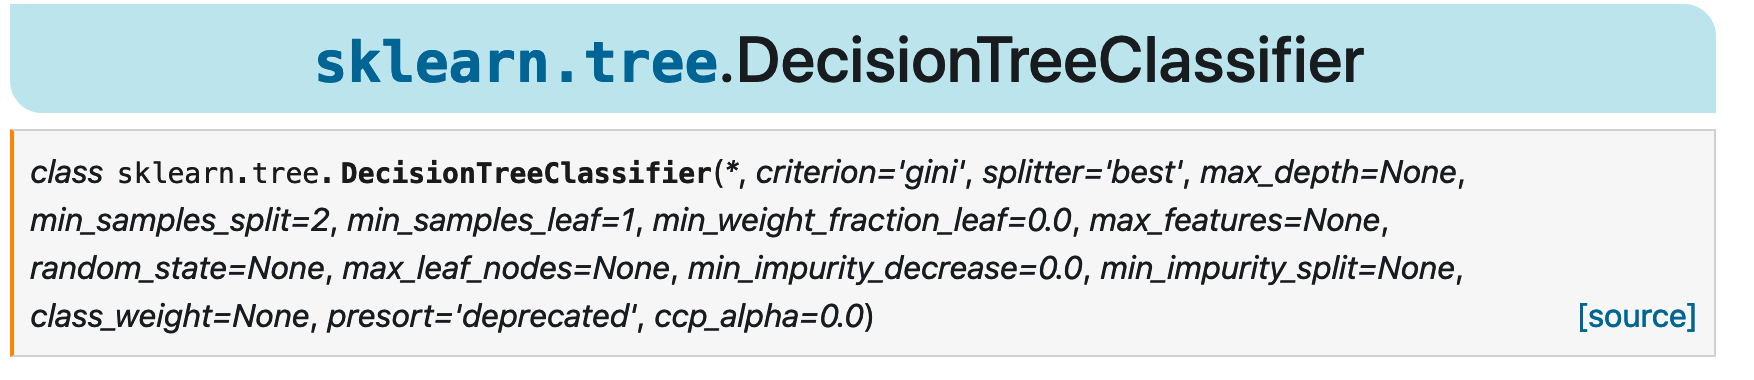 sklearn.tree.DecisionTreeClassifier
class sklearn.tree.DecisionTreeClassifier(*, criterion='gini', splitter='best', max_depth=None,
min_samples_split=2, min_samples_leaf=1, min_weight_fraction_leaf=0.0, max_features=None,
random_state=None, max_leaf_nodes=None, min_impurity_decrease=0.0, min_impurity_split=None,
class_weight=None, presort='deprecated', ccp_alpha=0.0) [source]